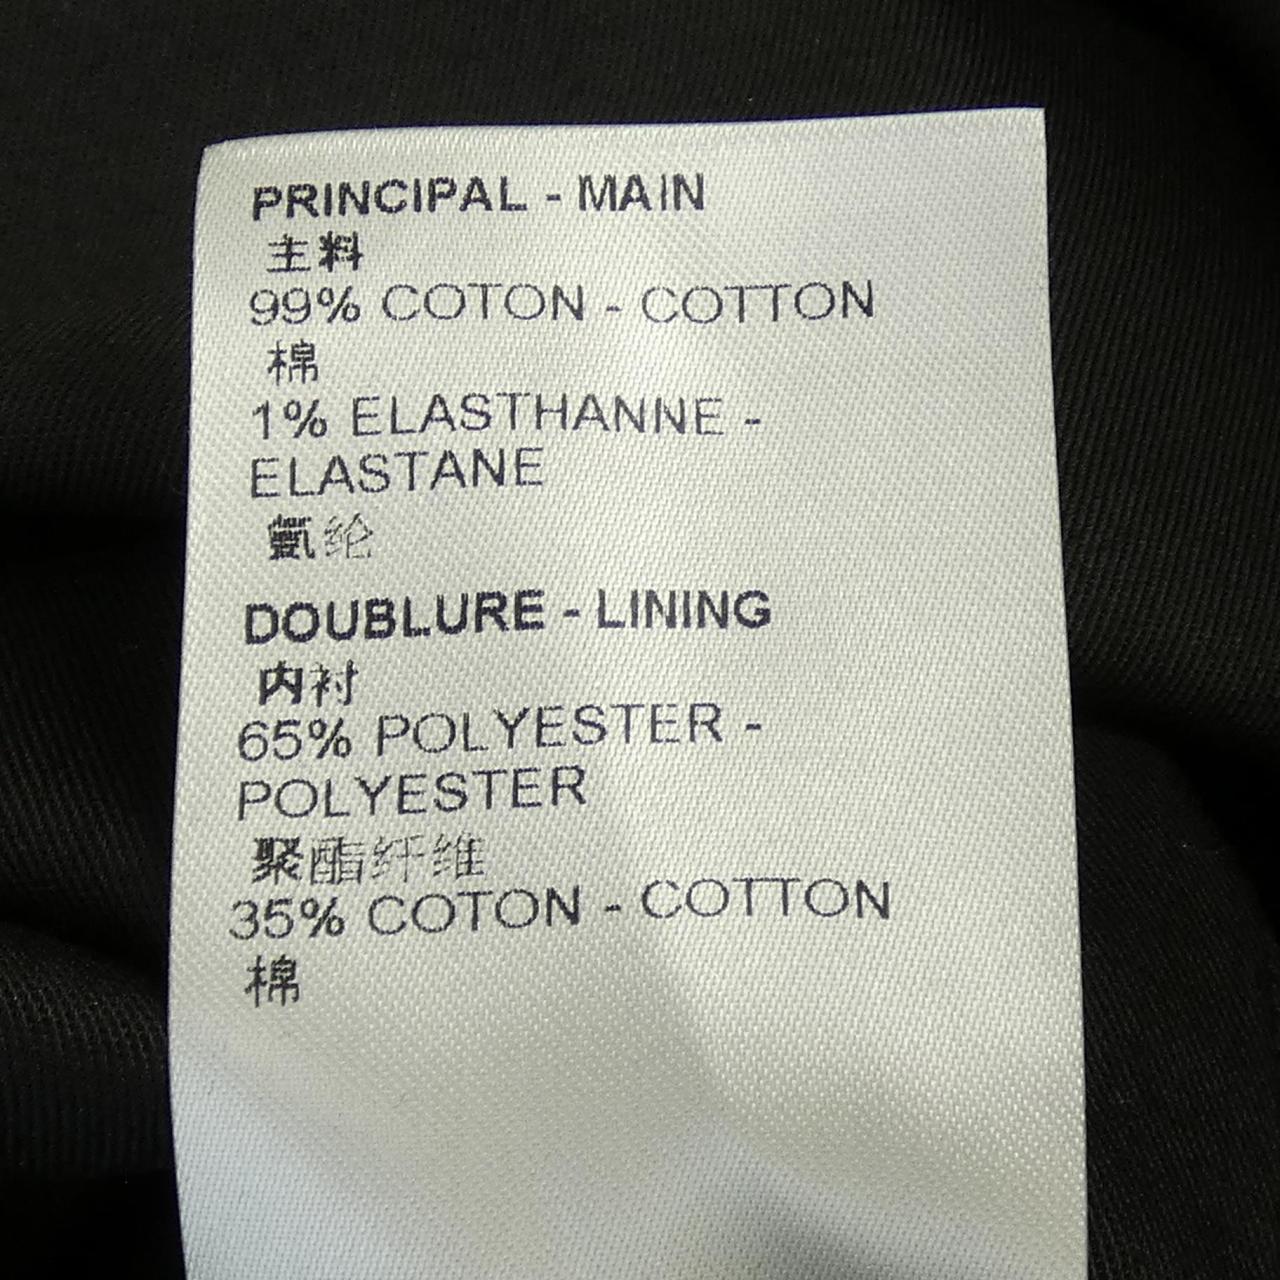 PRINCIPAL - MAIN
主料
99% COTON - COTTON
棉
1% ELASTHANNE -
ELASTANE
氨纶
DOUBLURE - LINING
内衬
65% POLYESTER -
POLYESTER
聚酯纤维
35% COTON - COTTON
棉